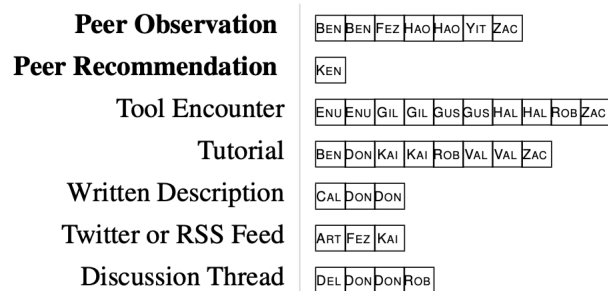 Peer Observation BEN BEN FEZ HAO HAO YIT ZAC
Peer Recommendation KEN
Tool Encounter ENU ENU GIL GIL GUS GUS HAL HAL ROB ZAC
Tutorial BEN DON KAI KAI ROB VAL VAL ZAC
Written Description CAL DON DON
Twitter or RSS Feed ART FEZ KAI
Discussion Thread DEL DON DON ROB